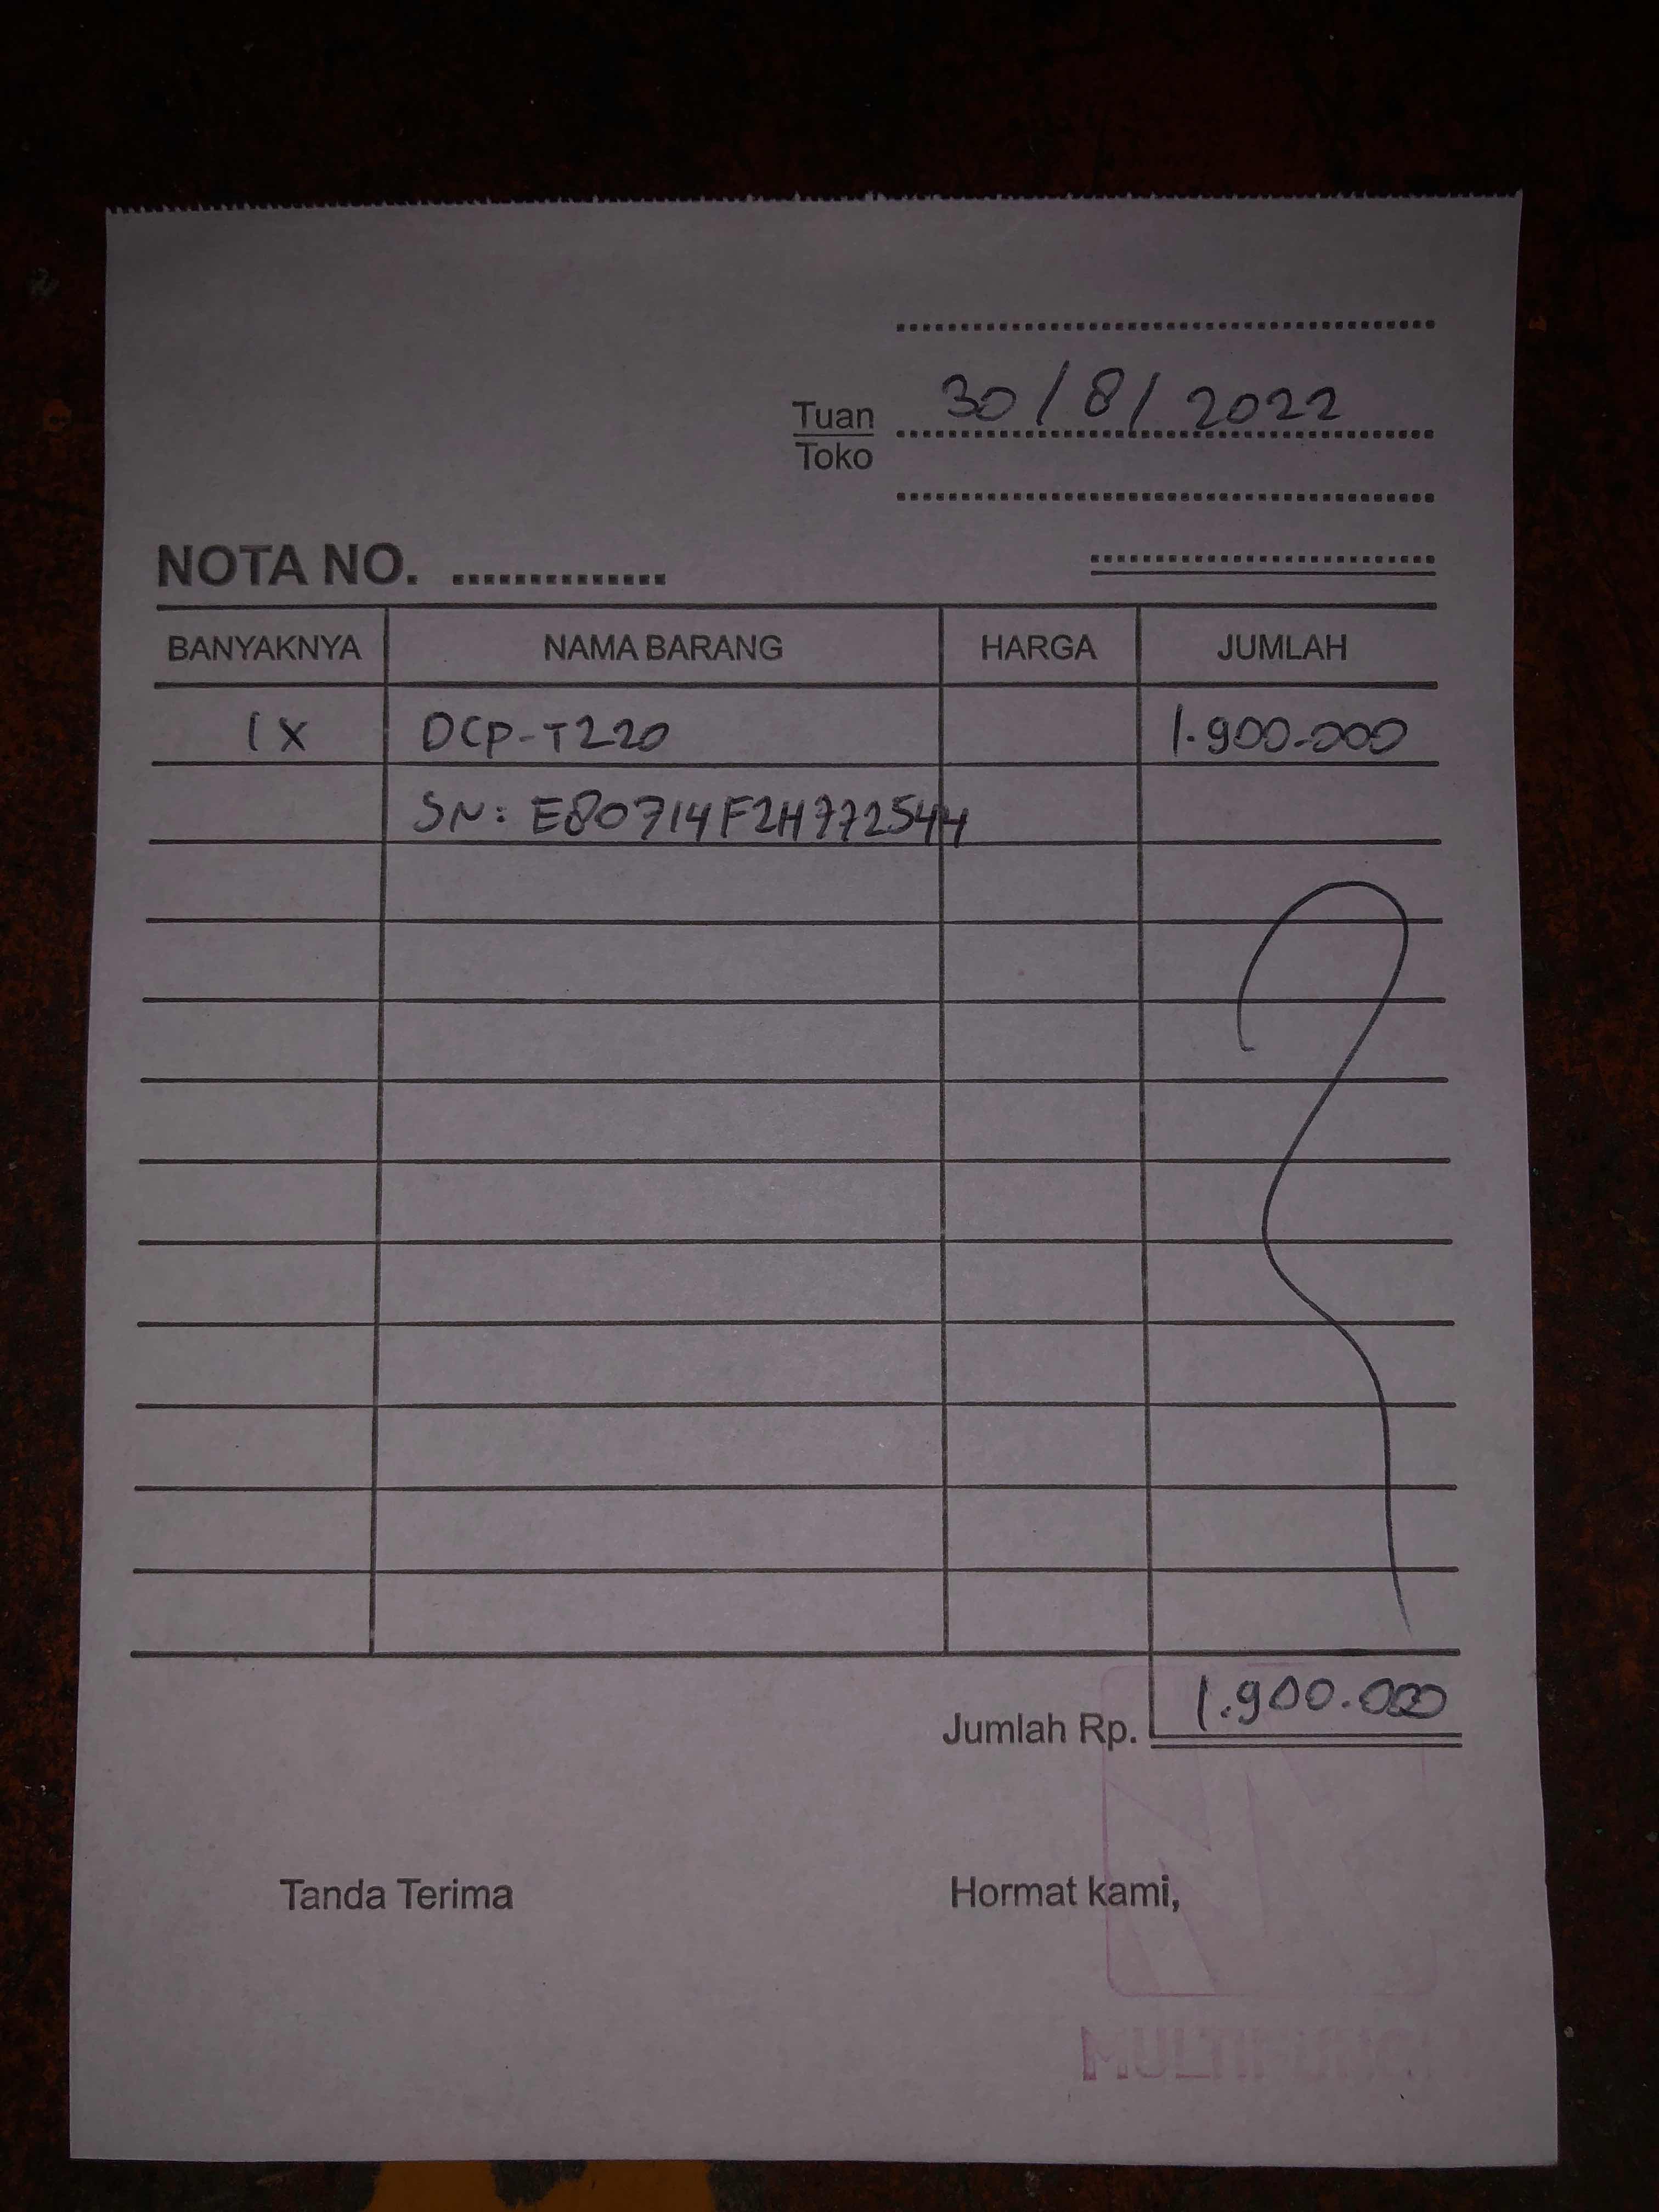 30/8/2022
Tuan
Toko
NOTA NO. ..............
BANYAKNYA NAMA BARANG HARGA JUMLAH
1X DCP-T220 1.900.000
SN: E80714F2H772544
Jumlah Rp. 1.900.000
Tanda Terima Hormat kami,